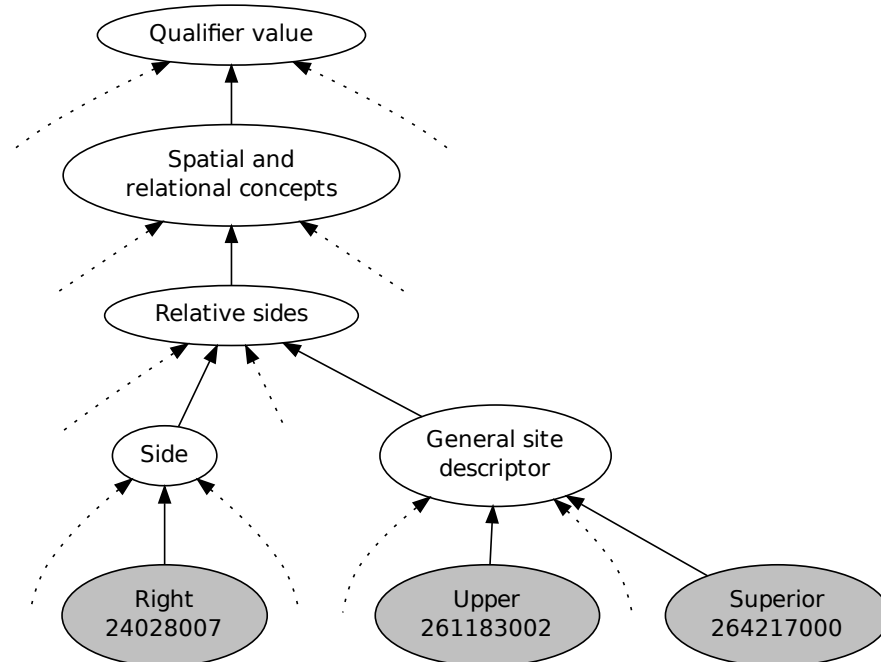 Qualifier value
Spatial and
relational concepts
Relative sides
Side
General site
descriptor
Right
24028007
Upper
261183002
Superior
264217000